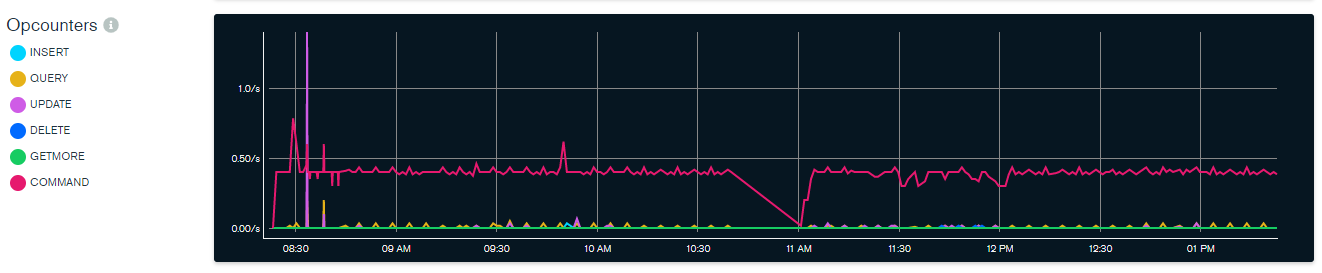 Opcounters
INSERT
QUERY
UPDATE
DELETE
GETMORE
COMMAND
1.0/s
0.50/s
0.00/s
08:30 09 AM 09:30 10 AM 10:30 11 AM 11:30 12 PM 12:30 01 PM